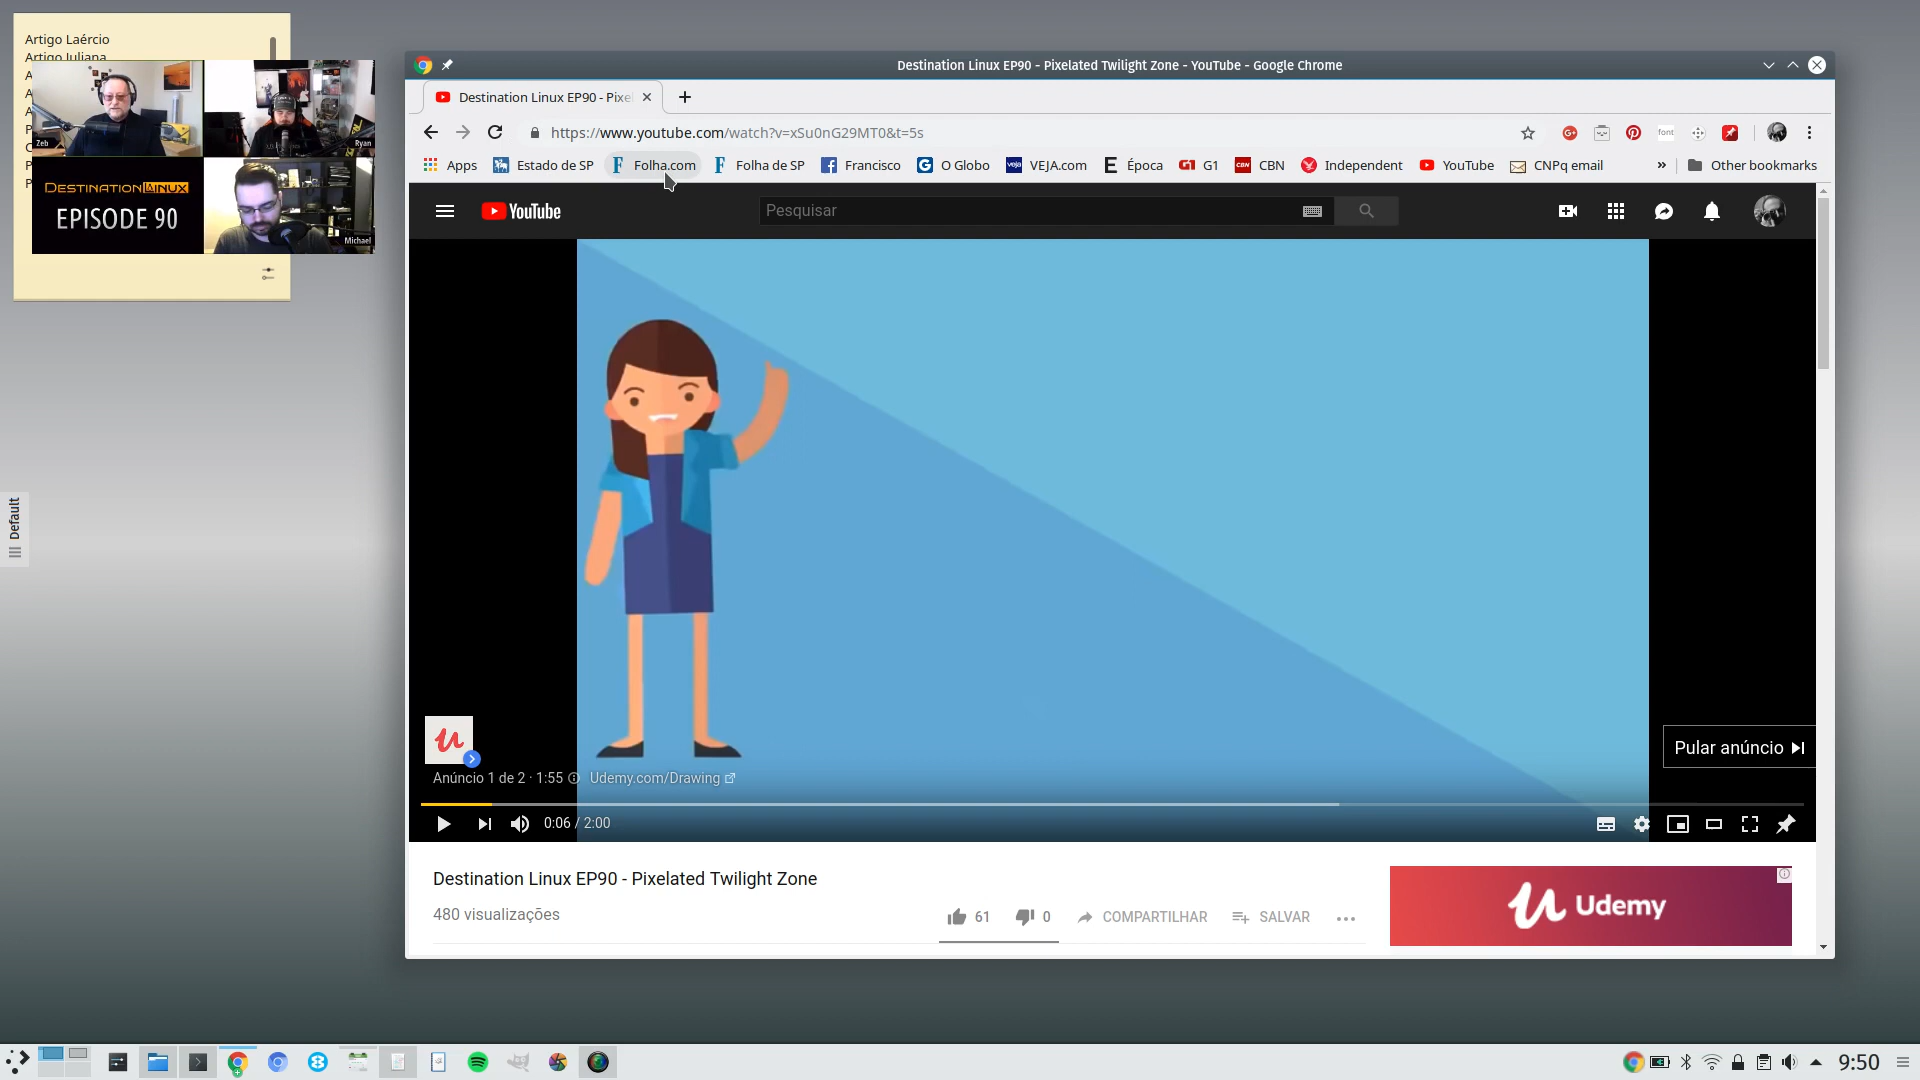 Artigo Laércio
Artigo Juliana
Zeb
Ryan
DESTINATION LINUX
EPISODE 90
Michael
Default
Destination Linux EP90 - Pixelated Twilight Zone - YouTube - Google Chrome
Destination Linux EP90 - Pixe
https://www.youtube.com/watch?v=xSu0nG29MT0&t=5s
font
Apps Estado de SP Folha.com Folha de SP Francisco O Globo VEJA.com Época G1 CBN Independent YouTube CNPq email » Other bookmarks
YouTube
Pesquisar
Pular anúncio
Anúncio 1 de 2 · 1:55 Udemy.com/Drawing
0:06 / 2:00
Destination Linux EP90 - Pixelated Twilight Zone
480 visualizações
61 0 COMPARTILHAR SALVAR
Udemy
9:50